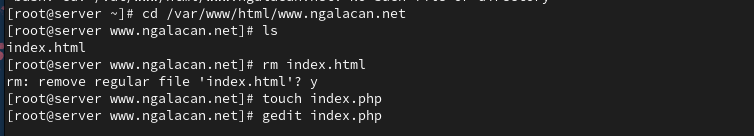 [root@server ~]# cd /var/www/html/www.ngalacan.net
[root@server www.ngalacan.net]# ls
index.html
[root@server www.ngalacan.net]# rm index.html
rm: remove regular file 'index.html'? y
[root@server www.ngalacan.net]# touch index.php
[root@server www.ngalacan.net]# gedit index.php